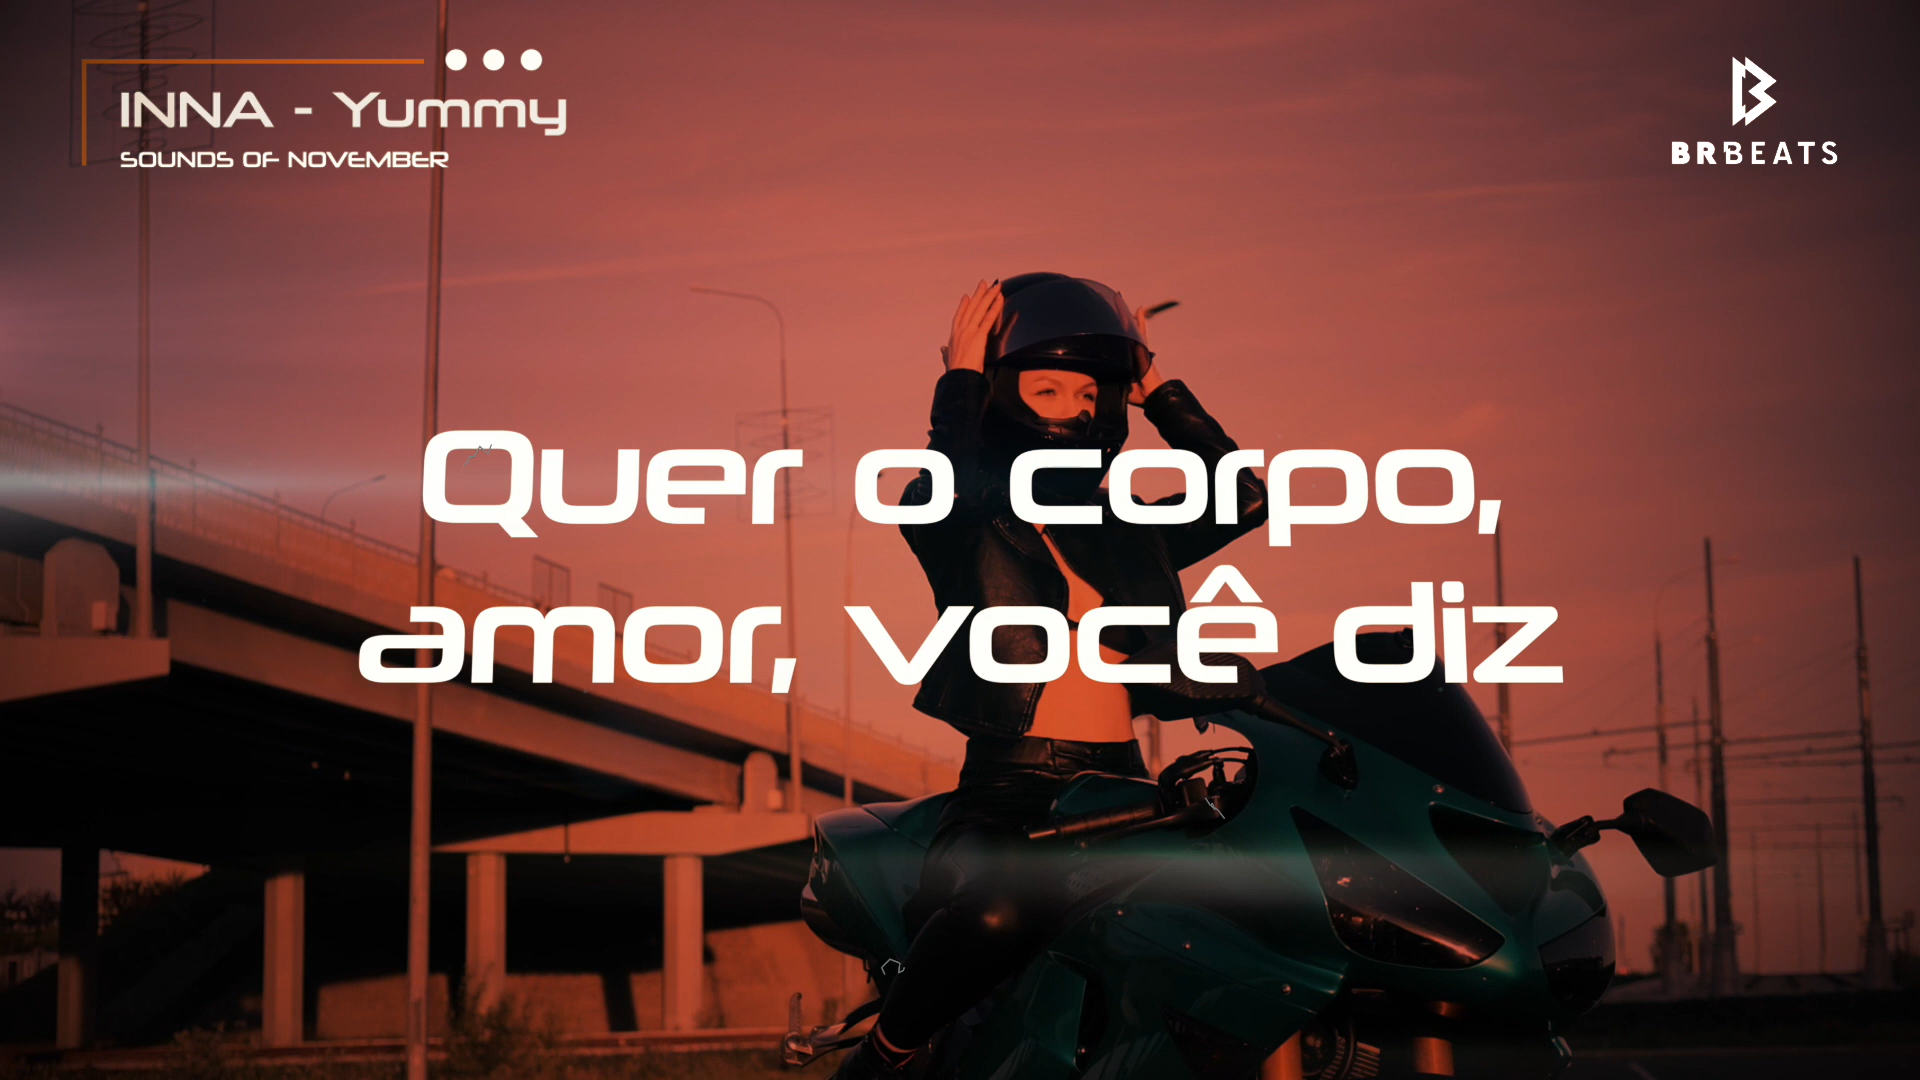 INNA - Yummy
SOUNDS OF NOVEMBER
BRBEATS
Quer o corpo,
amor, você diz